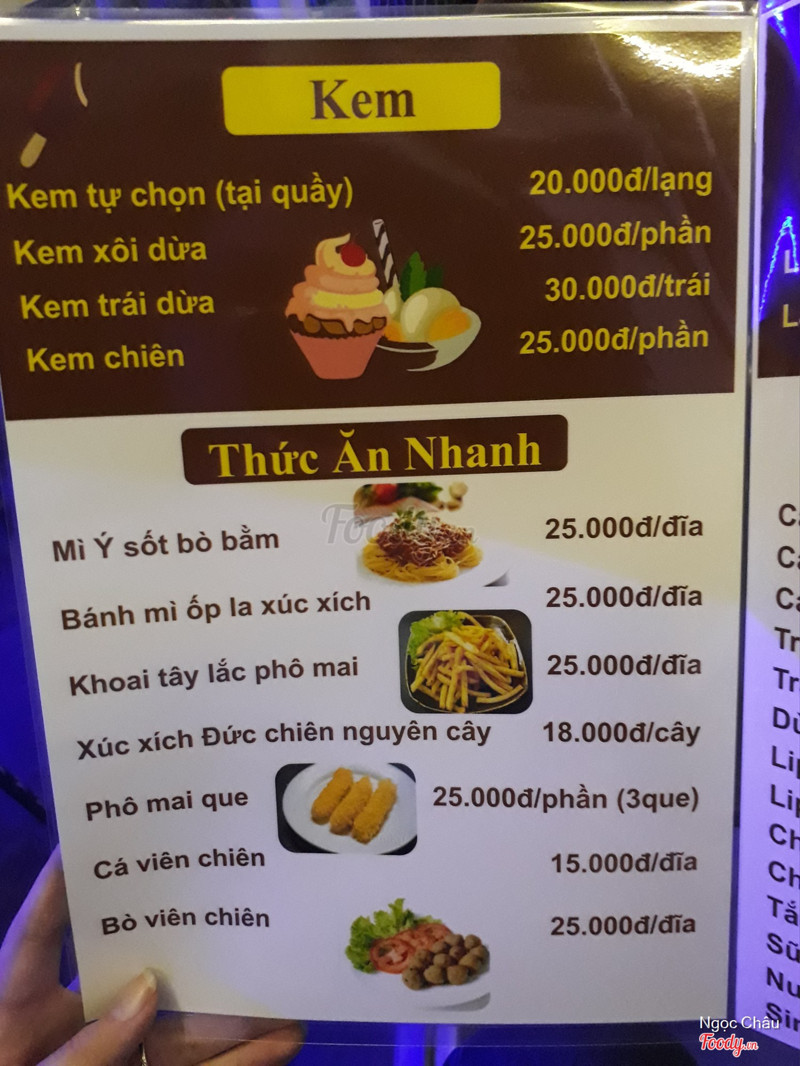 Kem
Kem tự chọn (tại quầy) 20.000đ/lạng
Kem xôi dừa 25.000đ/phần
Kem trái dừa 30.000đ/trái
Kem chiên 25.000đ/phần
Thức Ăn Nhanh
Mì Ý sốt bò bằm 25.000đ/đĩa
Bánh mì ốp la xúc xích 25.000đ/đĩa
Khoai tây lắc phô mai 25.000đ/đĩa
Xúc xích Đức chiên nguyên cây 18.000đ/cây
Phô mai que 25.000đ/phần (3que)
Cá viên chiên 15.000đ/đĩa
Bò viên chiên 25.000đ/đĩa
Ngọc Châu
Foody.vn